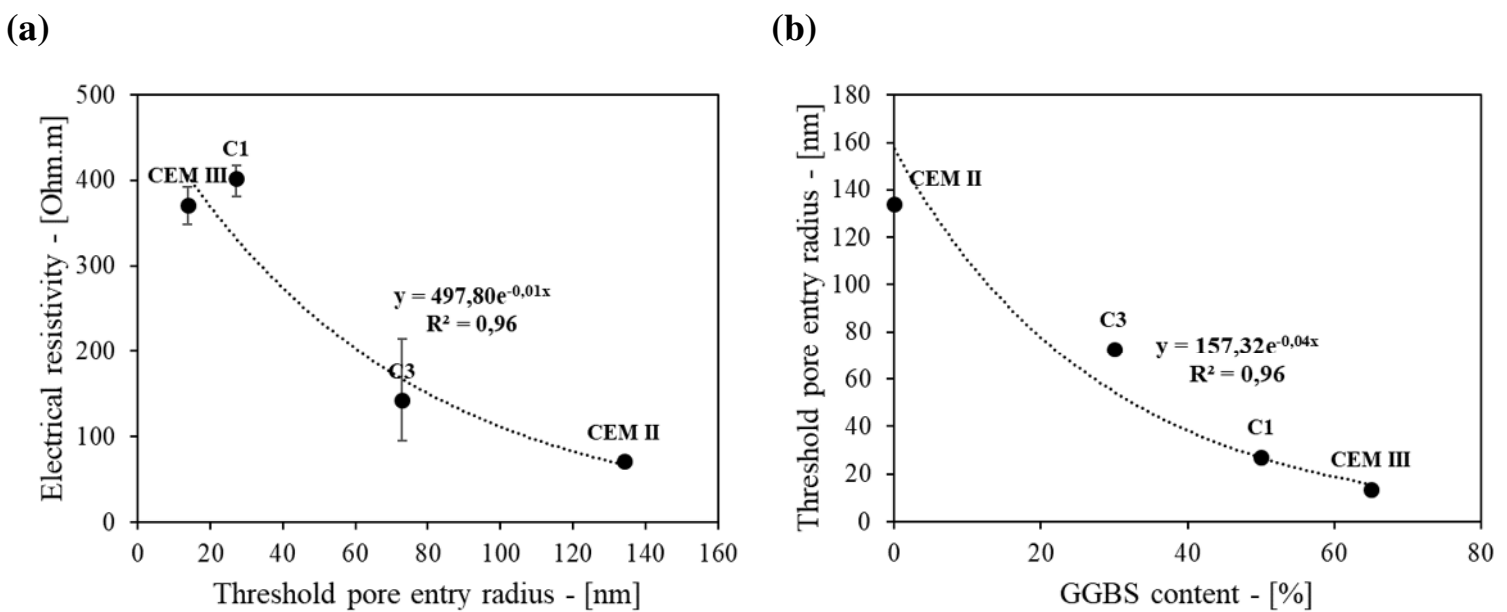 (a)
Electrical resistivity - [Ohm.m]
500
400
300
200
100
0
C1
CEM III
y = 497,80e^-0,01x
R² = 0,96
C3
CEM II
0 20 40 60 80 100 120 140 160
Threshold pore entry radius - [nm]
(b)
Threshold pore entry radius - [nm]
180
160
140
120
100
80
60
40
20
0
CEM II
C3
y = 157,32e^-0,04x
R² = 0,96
C1
CEM III
0 20 40 60 80
GGBS content - [%]